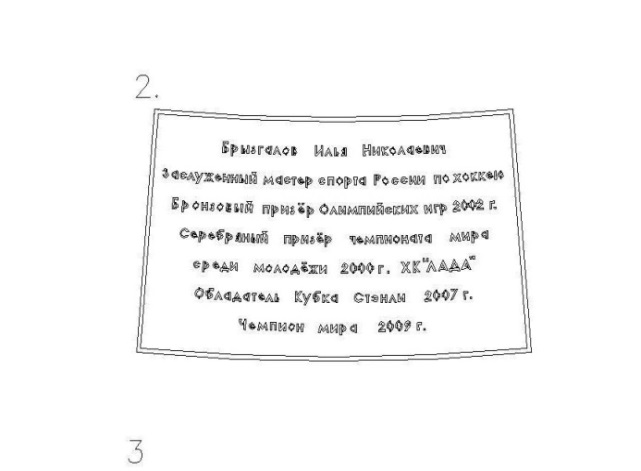 2.
Брызгалов Илья Николаевич
Заслуженный мастер спорта России по хоккею
Бронзовый призёр Олимпийских игр 2002 г.
Серебряный призёр чемпионата мира
среди молодёжи 2000 г. ХК"ЛАДА"
Обладатель Кубка Стэнли 2007 г.
Чемпион мира 2009 г.
3